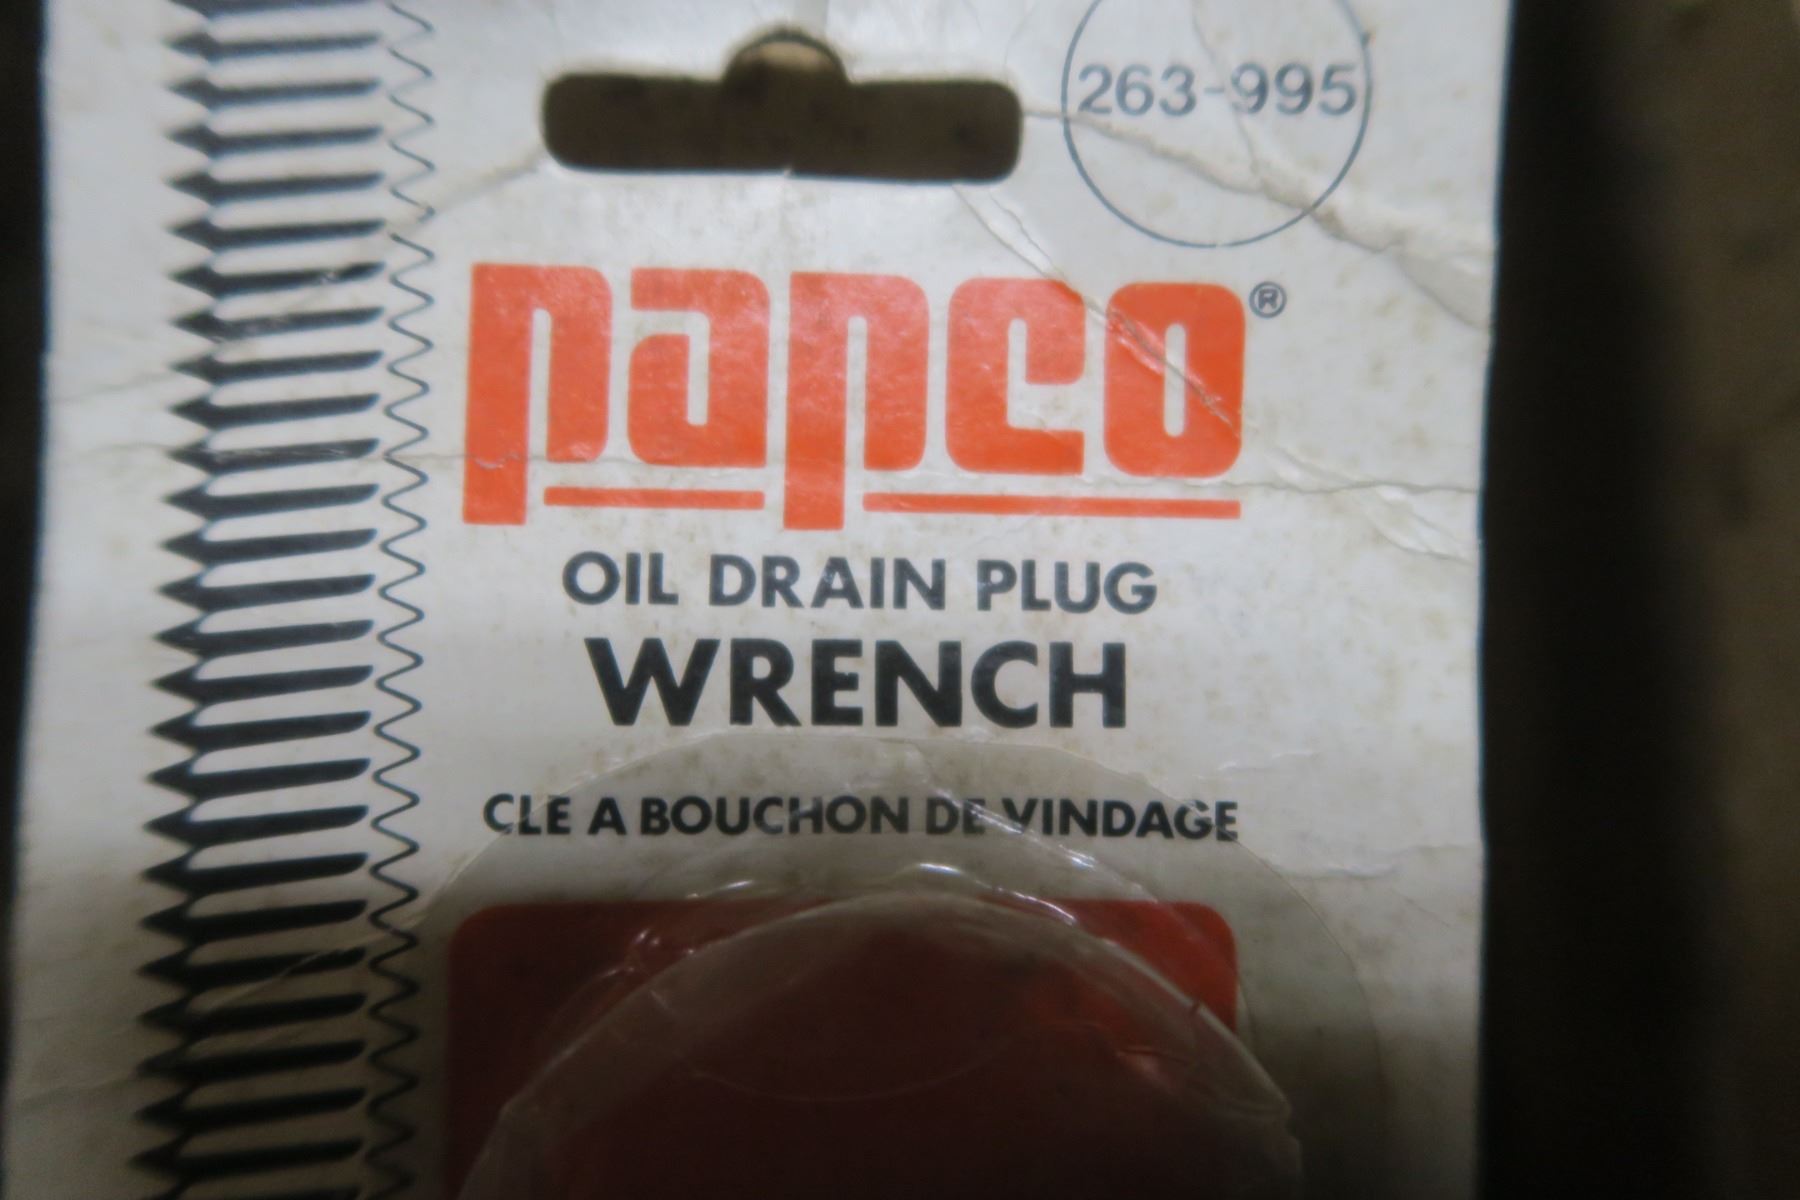 263-995
papco®
OIL DRAIN PLUG
WRENCH
CLE A BOUCHON DE VINDAGE